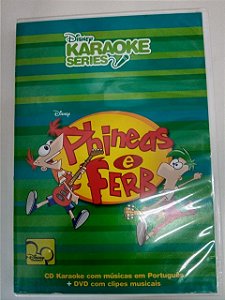 Disney
KARAOKE
SERIES
Disney
Phineas
e
FERB
CD Karaoke com músicas em Português
+ DVD com clipes musicais